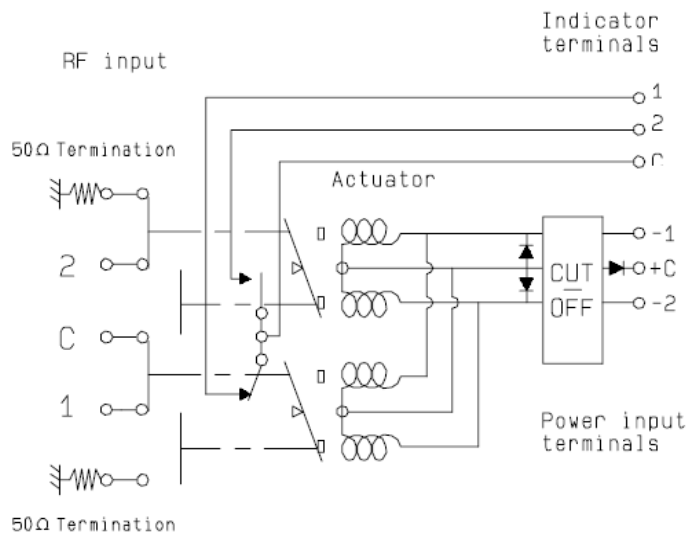 Indicator
terminals
RF input
1
2
50Ω Termination
Actuator
-1
2
CUT
OFF
+C
-2
C
1
Power input
terminals
50Ω Termination